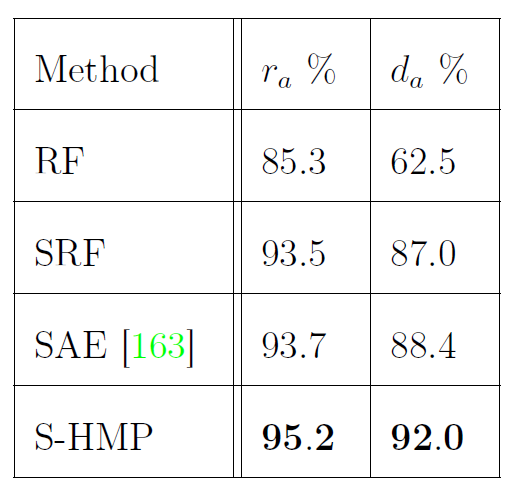 Method r_a % d_a %
RF 85.3 62.5
SRF 93.5 87.0
SAE [163] 93.7 88.4
S-HMP 95.2 92.0